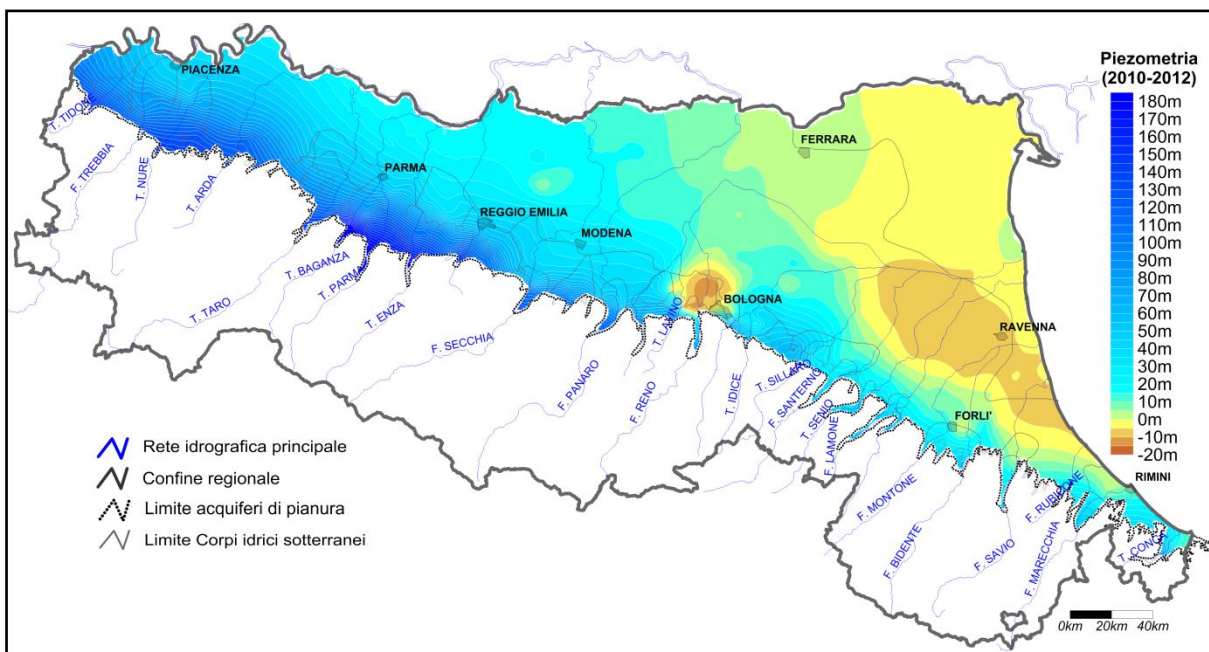 Piezometria
(2010-2012)
180m
170m
160m
150m
140m
130m
120m
110m
100m
90m
80m
70m
60m
50m
40m
30m
20m
10m
0m
-10m
-20m
PIACENZA
FERRARA
PARMA
REGGIO EMILIA
MODENA
BOLOGNA
RAVENNA
FORLI'
RIMINI
T. TIDONE
F. TREBBIA
T. NURE
T. ARDA
T. TARO
T. BAGANZA
T. PARMA
T. ENZA
F. SECCHIA
F. PANARO
T. LAVINO
F. RENO
T. IDICE
T. SILLARO
F. SANTERNO
T. SENIO
F. LAMONE
F. MONTONE
F. BIDENTE
F. SAVIO
F. RUBICONE
F. MARECCHIA
T. CONCA
Rete idrografica principale
Confine regionale
Limite acquiferi di pianura
Limite Corpi idrici sotterranei
0km 20km 40km